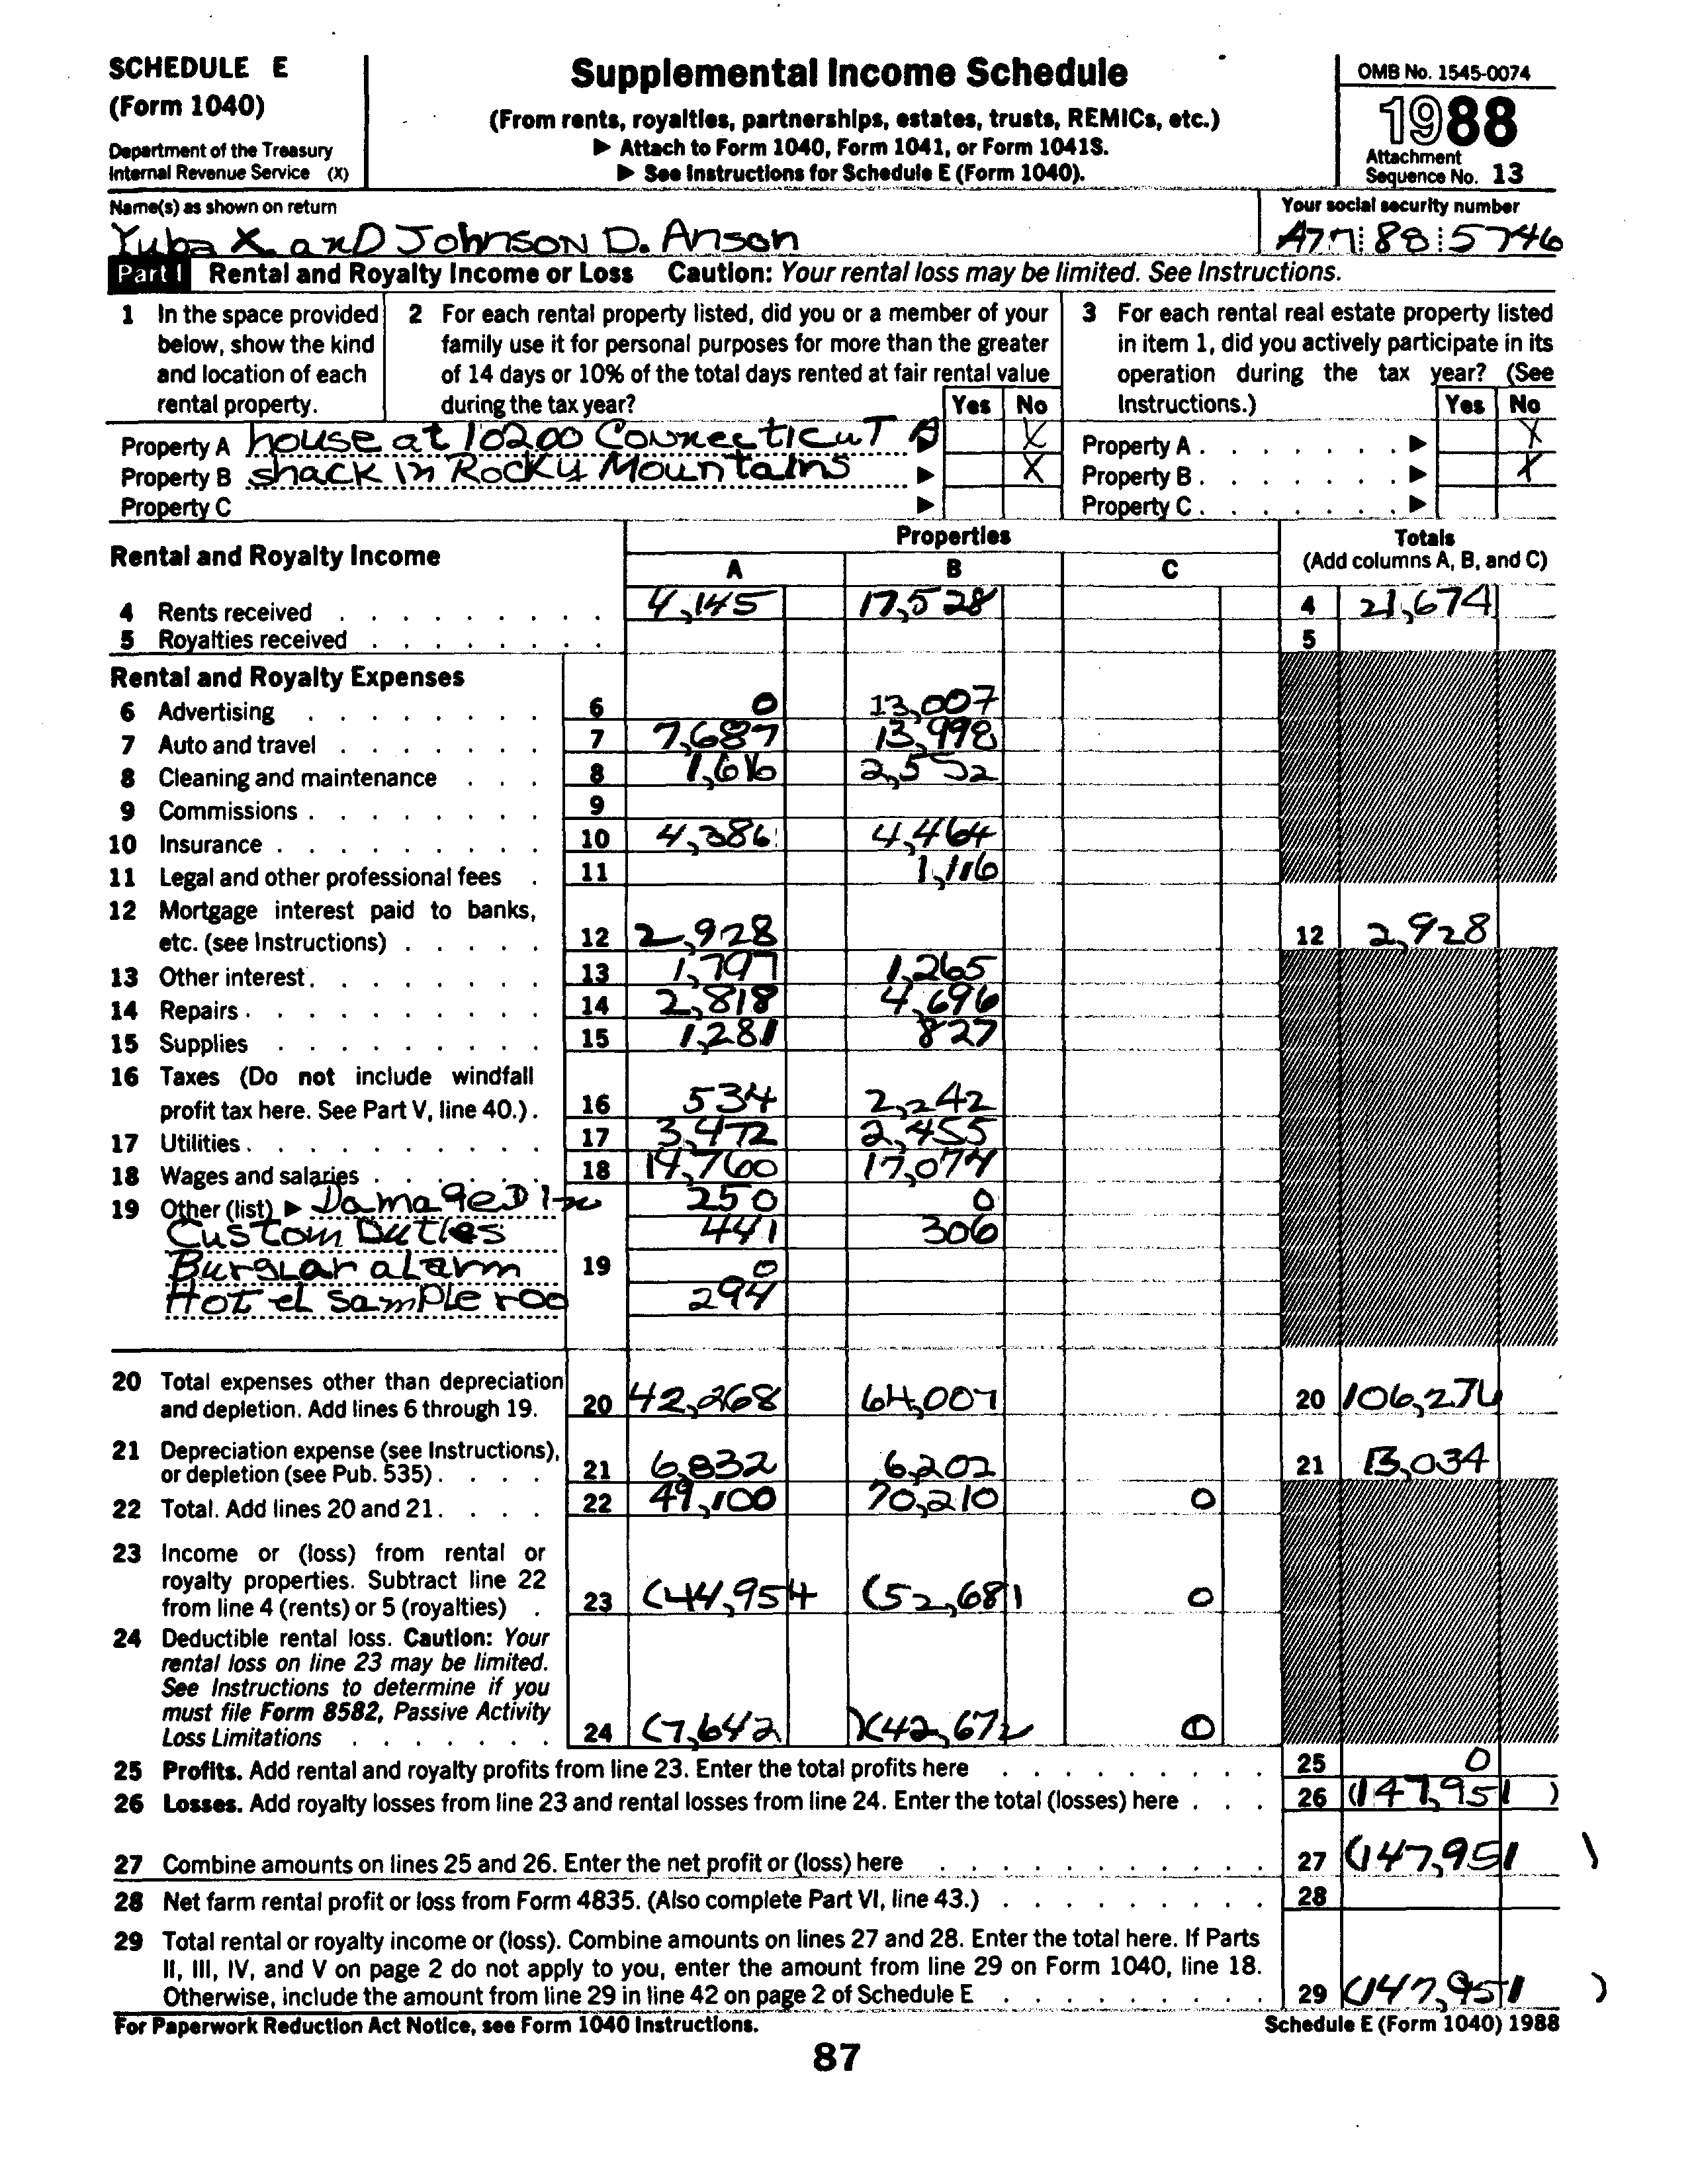 SCHEDULE E
(Form 1040)
Department of the Treasury
Internal Revenue Service (X)
Supplemental Income Schedule
(From rents, royalties, partnerships, estates, trusts, REMICs, etc.)
▶ Attach to Form 1040, Form 1041, or Form 1041S.
▶ See Instructions for Schedule E (Form 1040).
OMB No. 1545-0074
1988
Attachment
Sequence No. 13
Name(s) as shown on return
Yuba X. anD Johnson D. Anson
Your social security number
A77 88 5746
Part I Rental and Royalty Income or Loss Caution: Your rental loss may be limited. See Instructions.
1 In the space provided
below, show the kind
and location of each
rental property.
2 For each rental property listed, did you or a member of your
family use it for personal purposes for more than the greater
of 14 days or 10% of the total days rented at fair rental value
during the tax year? Yes No
3 For each rental real estate property listed
in item 1, did you actively participate in its
operation during the tax year? (See
Instructions.) Yes No
Property A house at 10200 Connecticut A ▶ X Property A ▶ X
Property B shack in Rocky Mountains ▶ X Property B ▶ X
Property C ▶ Property C ▶
Rental and Royalty Income
Properties
A B C
Totals
(Add columns A, B, and C)
4 Rents received 4,145 17,528 4 21,674
5 Royalties received 5
Rental and Royalty Expenses
6 Advertising 6 0 13,007
7 Auto and travel 7 7,687 13,998
8 Cleaning and maintenance 8 1,616 2,552
9 Commissions 9
10 Insurance 10 4,386 4,464
11 Legal and other professional fees 11 1,116
12 Mortgage interest paid to banks,
etc. (see Instructions) 12 2,928 12 2,928
13 Other interest 13 1,797 1,265
14 Repairs 14 2,818 4,696
15 Supplies 15 1,281 827
16 Taxes (Do not include windfall
profit tax here. See Part V, line 40.) 16 534 2,242
17 Utilities 17 3,472 2,455
18 Wages and salaries 18 14,760 17,074
19 Other (list) ▶ DamageD 250 0
Custom Duties 441 306
Burglar alarm 19 0
Hotel sample roo 294
20 Total expenses other than depreciation
and depletion. Add lines 6 through 19. 20 42,268 64,007 20 106,276
21 Depreciation expense (see Instructions),
or depletion (see Pub. 535) 21 6,832 6,202 21 13,034
22 Total. Add lines 20 and 21 22 49,100 70,210 0
23 Income or (loss) from rental or
royalty properties. Subtract line 22
from line 4 (rents) or 5 (royalties) 23 (44,954 (52,681 0
24 Deductible rental loss. Caution: Your
rental loss on line 23 may be limited.
See Instructions to determine if you
must file Form 8582, Passive Activity
Loss Limitations 24 (7,642 )(42,672 0
25 Profits. Add rental and royalty profits from line 23. Enter the total profits here 25 0
26 Losses. Add royalty losses from line 23 and rental losses from line 24. Enter the total (losses) here 26 (147,951 )
27 Combine amounts on lines 25 and 26. Enter the net profit or (loss) here 27 (147,951 )
28 Net farm rental profit or loss from Form 4835. (Also complete Part VI, line 43.) 28
29 Total rental or royalty income or (loss). Combine amounts on lines 27 and 28. Enter the total here. If Parts
II, III, IV, and V on page 2 do not apply to you, enter the amount from line 29 on Form 1040, line 18.
Otherwise, include the amount from line 29 in line 42 on page 2 of Schedule E 29 (147,951 )
For Paperwork Reduction Act Notice, see Form 1040 Instructions.
Schedule E (Form 1040) 1988
87